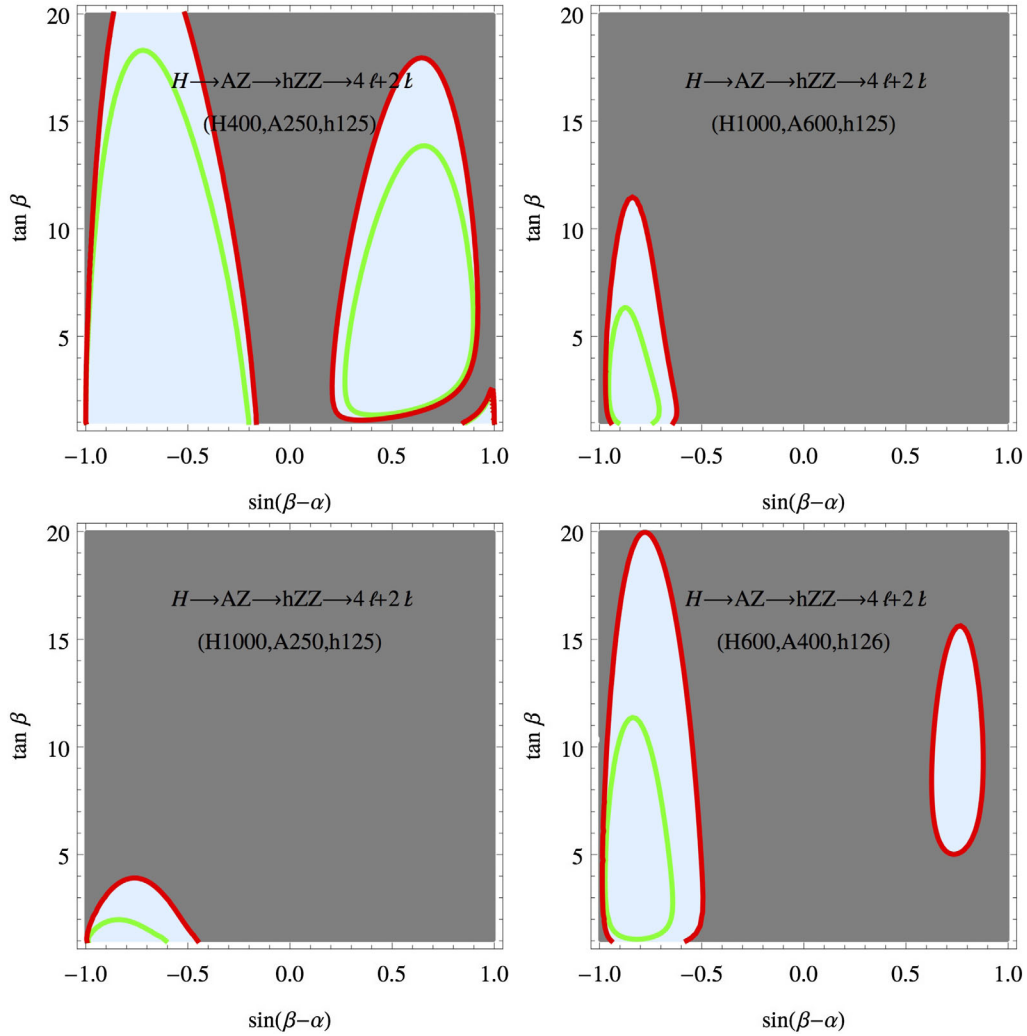 20
15
10
5
tan β
H⟶AZ⟶hZZ⟶4 ℓ+2 ℓ
(H400,A250,h125)
−1.0 −0.5 0.0 0.5 1.0
sin(β−α)
20
15
10
5
tan β
H⟶AZ⟶hZZ⟶4 ℓ+2 ℓ
(H1000,A600,h125)
−1.0 −0.5 0.0 0.5 1.0
sin(β−α)
20
15
10
5
tan β
H⟶AZ⟶hZZ⟶4 ℓ+2 ℓ
(H1000,A250,h125)
−1.0 −0.5 0.0 0.5 1.0
sin(β−α)
20
15
10
5
tan β
H⟶AZ⟶hZZ⟶4 ℓ+2 ℓ
(H600,A400,h126)
−1.0 −0.5 0.0 0.5 1.0
sin(β−α)